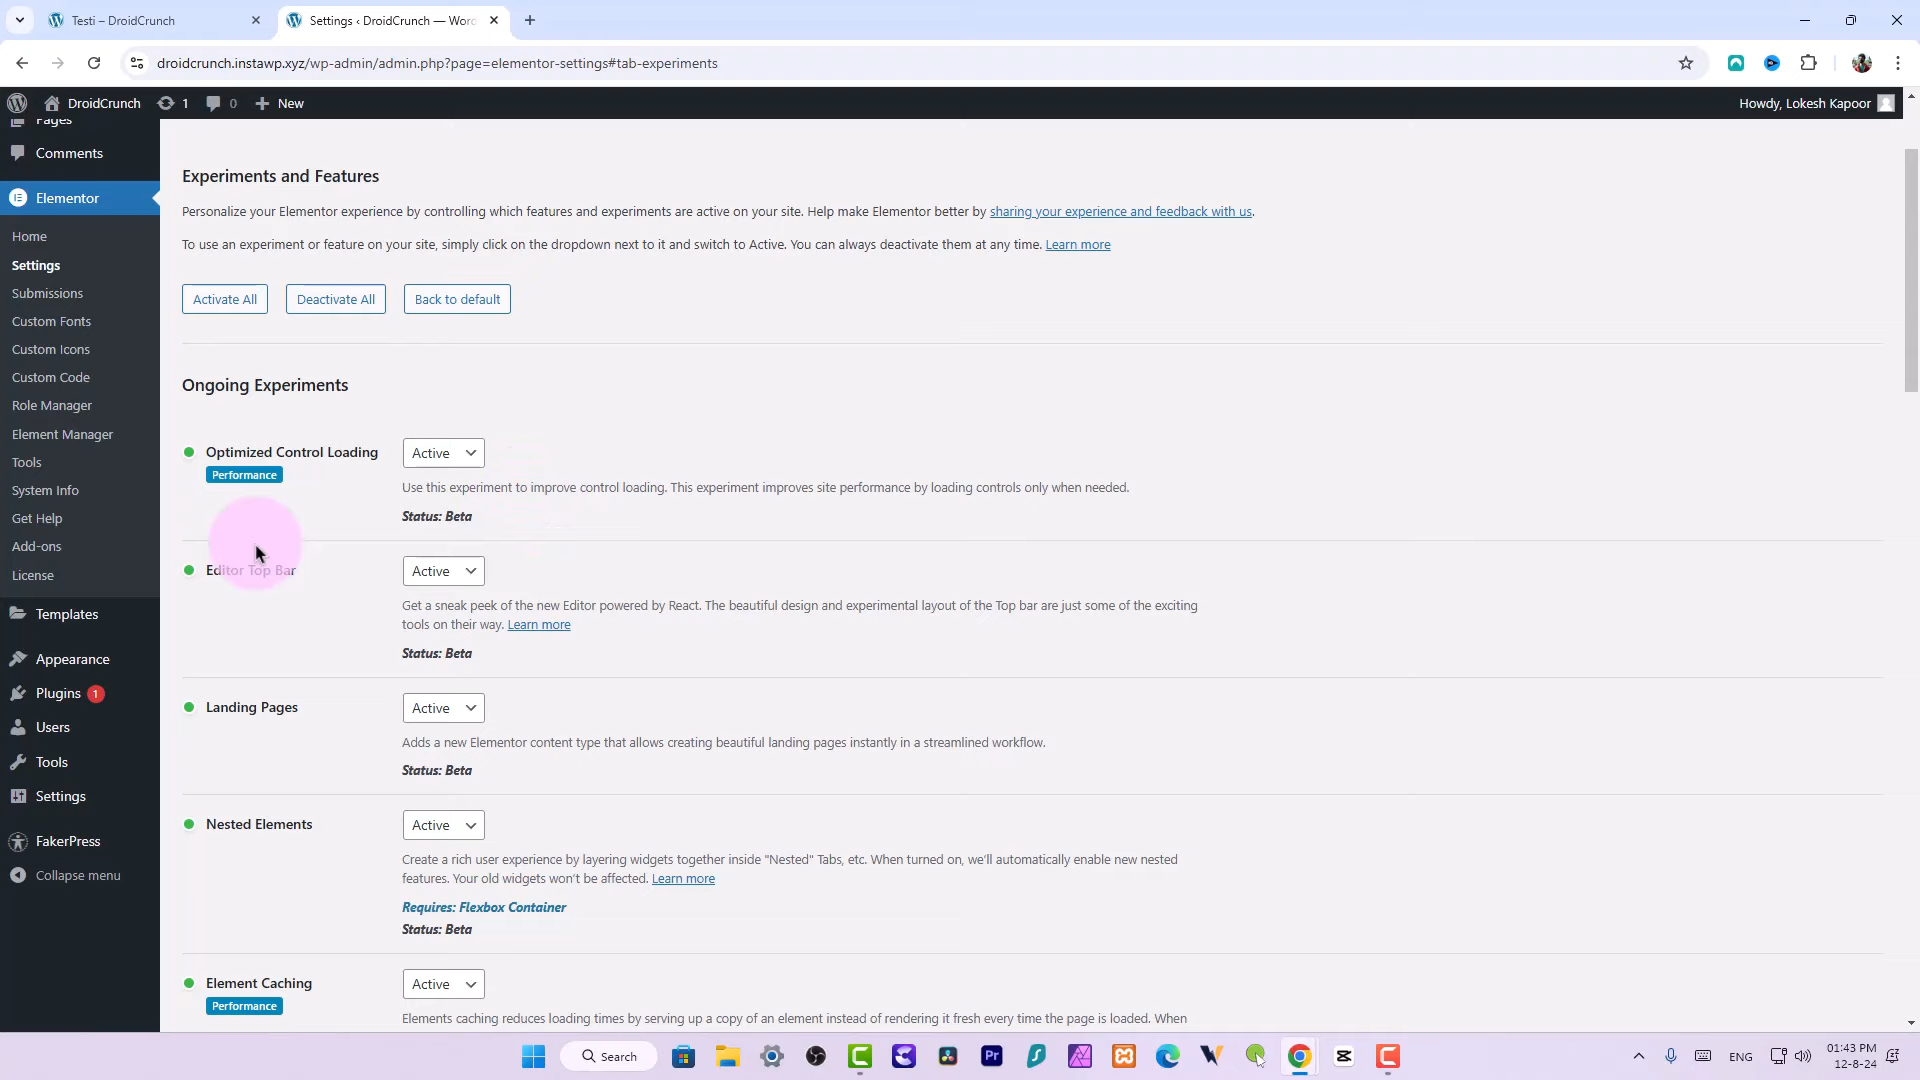 Testi – DroidCrunch
Settings ‹ DroidCrunch — Word
droidcrunch.instawp.xyz/wp-admin/admin.php?page=elementor-settings#tab-experiments
DroidCrunch
1
0
New
Howdy, Lokesh Kapoor
Pages
Comments
Elementor
Home
Settings
Submissions
Custom Fonts
Custom Icons
Custom Code
Role Manager
Element Manager
Tools
System Info
Get Help
Add-ons
License
Templates
Appearance
Plugins 1
Users
Tools
Settings
FakerPress
Collapse menu
Experiments and Features
Personalize your Elementor experience by controlling which features and experiments are active on your site. Help make Elementor better by sharing your experience and feedback with us.
To use an experiment or feature on your site, simply click on the dropdown next to it and switch to Active. You can always deactivate them at any time. Learn more
Activate All
Deactivate All
Back to default
Ongoing Experiments
Optimized Control Loading
Performance
Active
Use this experiment to improve control loading. This experiment improves site performance by loading controls only when needed.
Status: Beta
Editor Top Bar
Active
Get a sneak peek of the new Editor powered by React. The beautiful design and experimental layout of the Top bar are just some of the exciting
tools on their way. Learn more
Status: Beta
Landing Pages
Active
Adds a new Elementor content type that allows creating beautiful landing pages instantly in a streamlined workflow.
Status: Beta
Nested Elements
Active
Create a rich user experience by layering widgets together inside "Nested" Tabs, etc. When turned on, we’ll automatically enable new nested
features. Your old widgets won’t be affected. Learn more
Requires: Flexbox Container
Status: Beta
Element Caching
Performance
Active
Elements caching reduces loading times by serving up a copy of an element instead of rendering it fresh every time the page is loaded. When
Search
Pr
ENG
01:43 PM
12-8-24